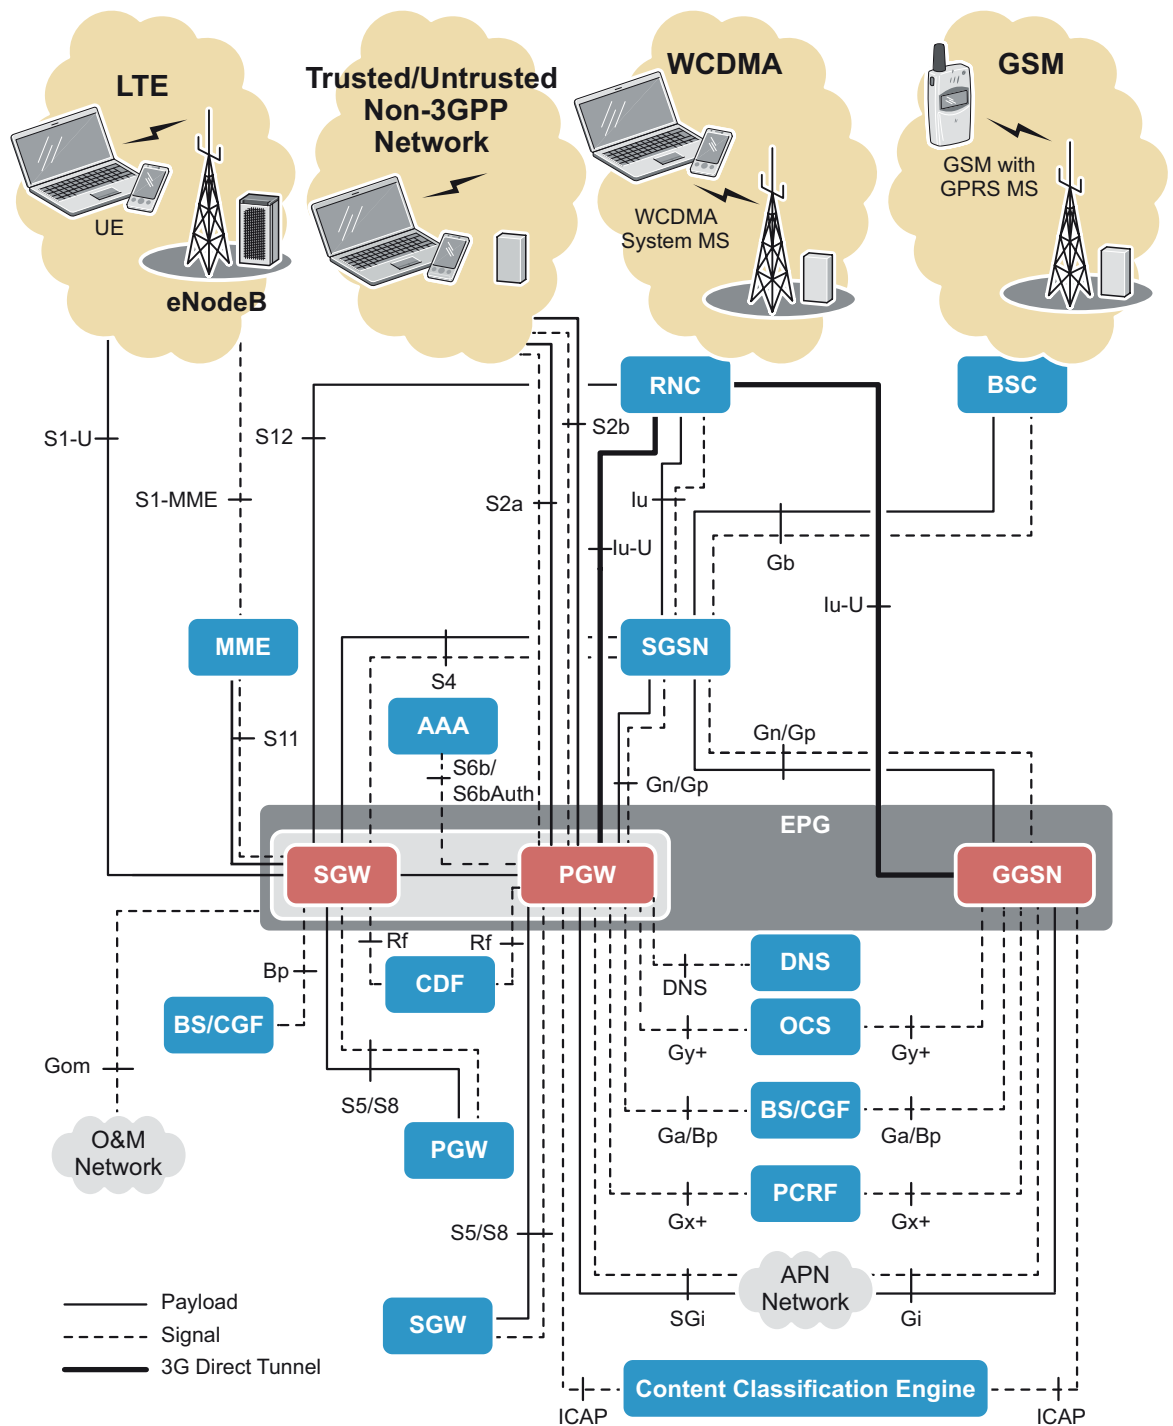 LTE
UE
eNodeB
Trusted/Untrusted
Non-3GPP
Network
WCDMA
WCDMA
System MS
GSM
GSM with
GPRS MS
RNC
BSC
S1-U
S12
S2b
S1-MME
S2a
Iu
Iu-U
Gb
Iu-U
MME
SGSN
S4
AAA
S11
S6b/
S6bAuth
Gn/Gp
Gn/Gp
EPG
SGW
PGW
GGSN
Rf
Rf
Bp
CDF
DNS
DNS
BS/CGF
OCS
Gom
Gy+
Gy+
S5/S8
BS/CGF
Ga/Bp
Ga/Bp
O&M
Network
PGW
PCRF
Gx+
Gx+
S5/S8
APN
Network
SGi
Gi
Payload
Signal
3G Direct Tunnel
SGW
Content Classification Engine
ICAP
ICAP